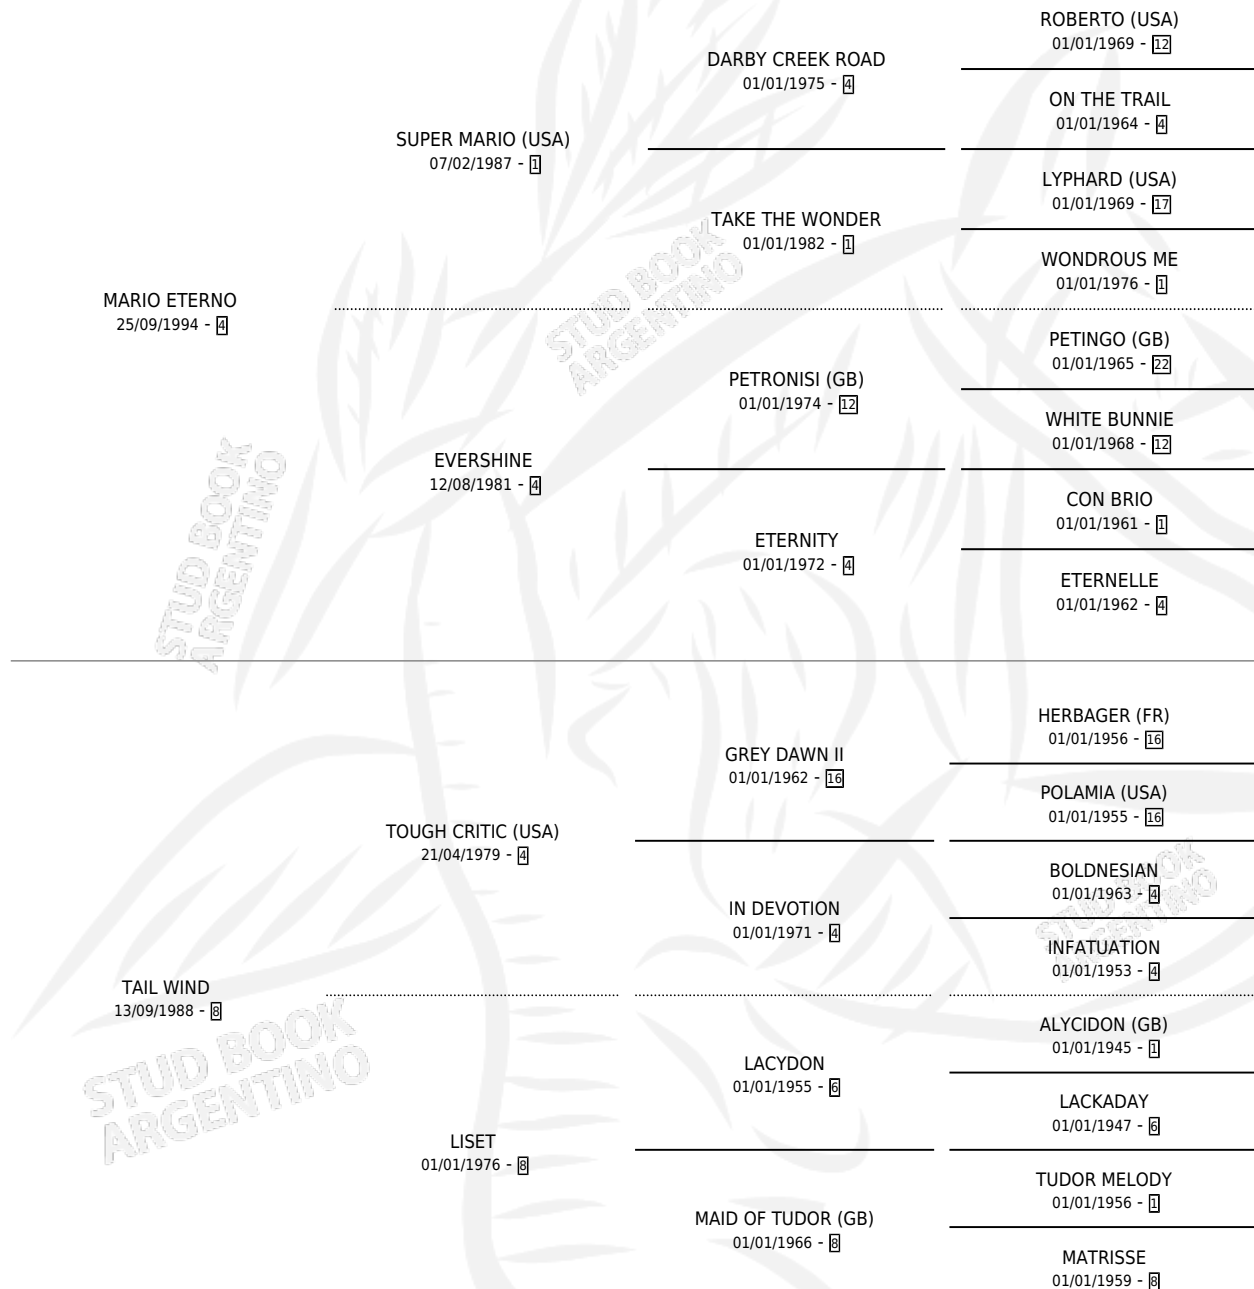 ROBERTO (USA)
01/01/1969 - 12
DARBY CREEK ROAD
01/01/1975 - 4
ON THE TRAIL
01/01/1964 - 4
SUPER MARIO (USA)
07/02/1987 - 1
LYPHARD (USA)
01/01/1969 - 17
TAKE THE WONDER
01/01/1982 - 1
WONDROUS ME
01/01/1976 - 1
MARIO ETERNO
25/09/1994 - 4
STUD BOOK
ARGENTINO
PETINGO (GB)
01/01/1965 - 22
PETRONISI (GB)
01/01/1974 - 12
WHITE BUNNIE
01/01/1968 - 12
EVERSHINE
12/08/1981 - 4
CON BRIO
01/01/1961 - 1
ETERNITY
01/01/1972 - 4
ETERNELLE
01/01/1962 - 4
STUD BOOK
ARGENTINO
HERBAGER (FR)
01/01/1956 - 16
GREY DAWN II
01/01/1962 - 16
POLAMIA (USA)
01/01/1955 - 16
TOUGH CRITIC (USA)
21/04/1979 - 4
BOLDNESIAN
01/01/1963 - 4
IN DEVOTION
01/01/1971 - 4
STUD BOOK
ARGENTINO
INFATUATION
01/01/1953 - 4
TAIL WIND
13/09/1988 - 8
STUD BOOK
ARGENTINO
ALYCIDON (GB)
01/01/1945 - 1
LACYDON
01/01/1955 - 6
LACKADAY
01/01/1947 - 6
LISET
01/01/1976 - 8
TUDOR MELODY
01/01/1956 - 1
MAID OF TUDOR (GB)
01/01/1966 - 8
MATRISSE
01/01/1959 - 8